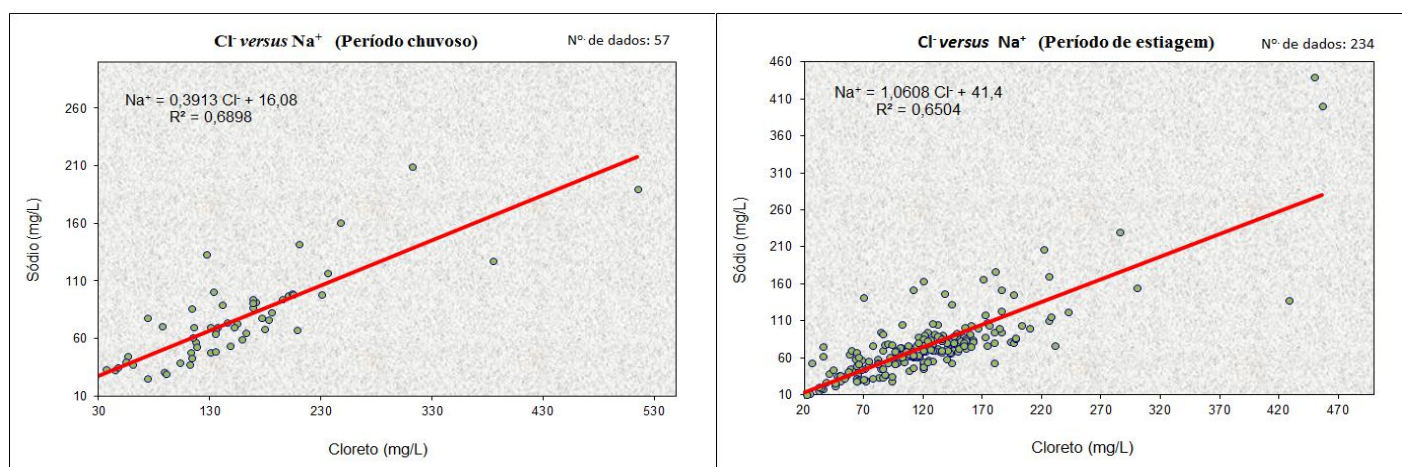 Cl⁻ versus Na⁺ (Período chuvoso)
Nº· de dados: 57
Na⁺ = 0,3913 Cl⁻ + 16,08
R² = 0,6898
260
210
160
110
60
10
Sódio (mg/L)
30 130 230 330 430 530
Cloreto (mg/L)
Cl⁻ versus Na⁺ (Período de estiagem)
Nº· de dados: 234
Na⁺ = 1,0608 Cl⁻ + 41,4
R² = 0,6504
460
410
360
310
260
210
160
110
60
10
Sódio (mg/L)
20 70 120 170 220 270 320 370 420 470
Cloreto (mg/L)